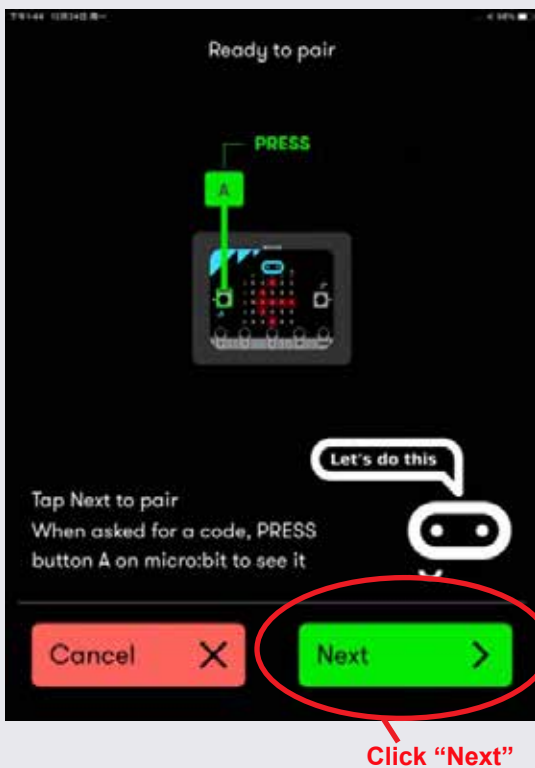 Ready to pair
PRESS
A
Let's do this
Tap Next to pair
When asked for a code, PRESS
button A on micro:bit to see it
Cancel
Next
Click “Next”